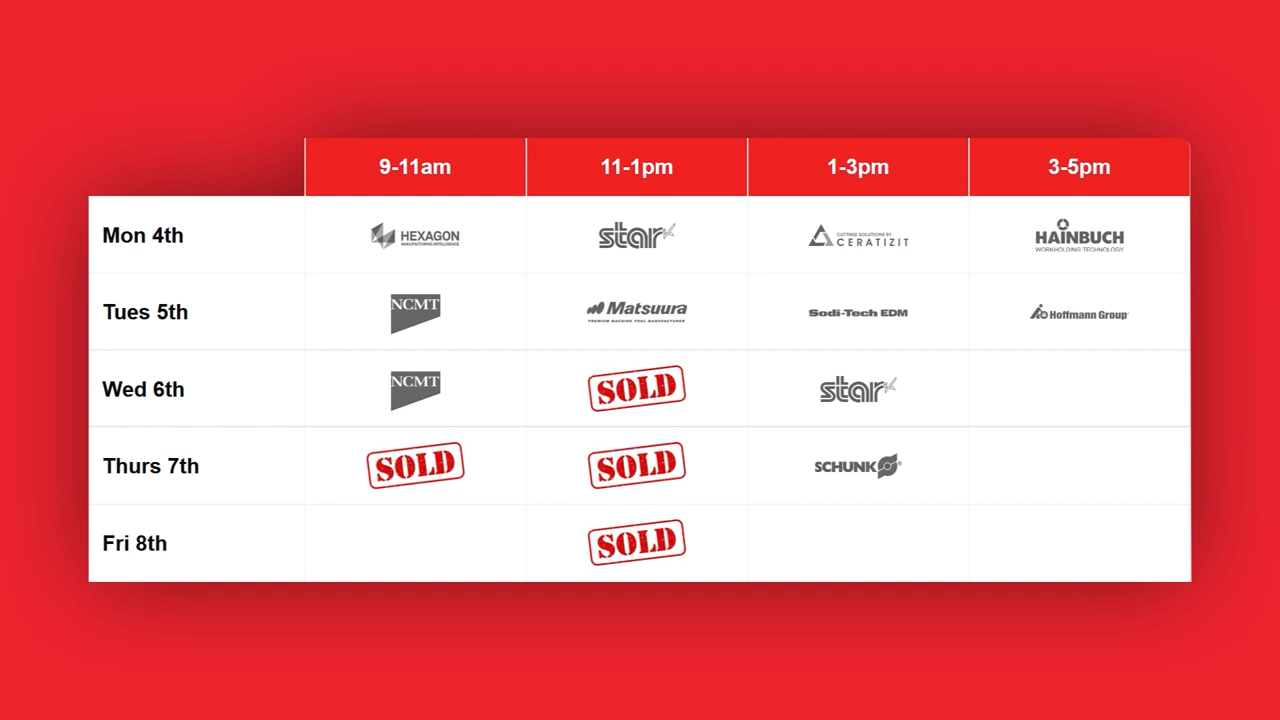 9-11am 11-1pm 1-3pm 3-5pm
Mon 4th
HEXAGON
MANUFACTURING INTELLIGENCE
star
CUTTING SOLUTIONS BY
CERATIZIT
HAINBUCH
WORKHOLDING TECHNOLOGY
Tues 5th
NCMT
Matsuura
PREMIUM MACHINE TOOL MANUFACTURER
Sodi-Tech EDM
Hoffmann Group
Wed 6th
NCMT
SOLD
star
Thurs 7th
SOLD
SOLD
SCHUNK®
Fri 8th
SOLD